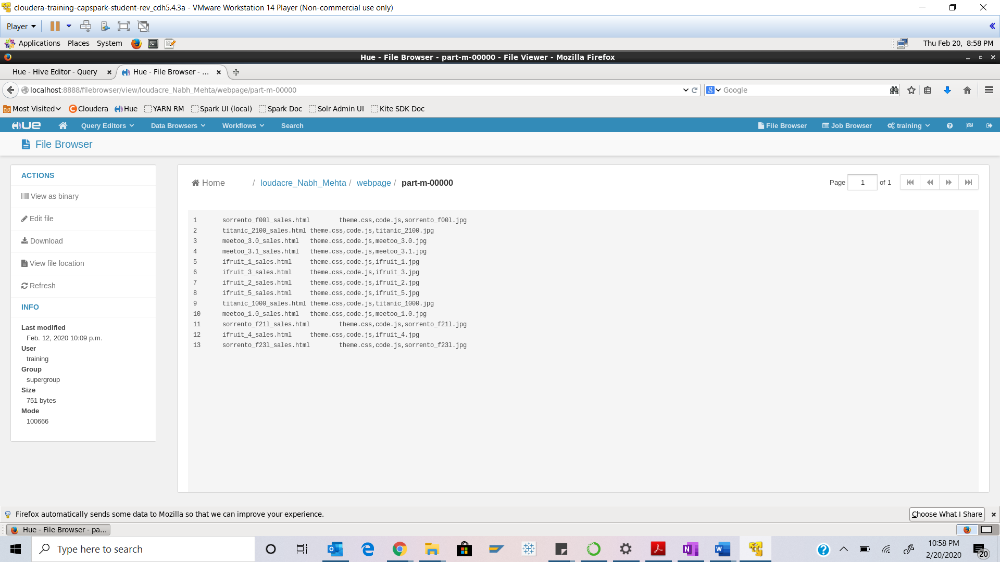 cloudera-training-capspark-student-rev_cdh5.4.3a - VMware Workstation 14 Player (Non-commercial use only)
Player
Applications Places System Thu Feb 20, 8:58 PM
Hue - File Browser - part-m-00000 - File Viewer - Mozilla Firefox
Hue - Hive Editor - Query Hue - File Browser - ...
localhost:8888/filebrowser/view/loudacre_Nabh_Mehta/webpage/part-m-00000 Google
Most Visited Cloudera Hue YARN RM Spark UI (local) Spark Doc Solr Admin UI Kite SDK Doc
HUE Query Editors Data Browsers Workflows Search File Browser Job Browser training
File Browser
ACTIONS
View as binary
Edit file
Download
View file location
Refresh
INFO
Last modified
Feb. 12, 2020 10:09 p.m.
User
training
Group
supergroup
Size
751 bytes
Mode
100666
Home / loudacre_Nabh_Mehta / webpage / part-m-00000 Page 1 of 1
1 sorrento_f00l_sales.html theme.css,code.js,sorrento_f00l.jpg
2 titanic_2100_sales.html theme.css,code.js,titanic_2100.jpg
3 meetoo_3.0_sales.html theme.css,code.js,meetoo_3.0.jpg
4 meetoo_3.1_sales.html theme.css,code.js,meetoo_3.1.jpg
5 ifruit_1_sales.html theme.css,code.js,ifruit_1.jpg
6 ifruit_3_sales.html theme.css,code.js,ifruit_3.jpg
7 ifruit_2_sales.html theme.css,code.js,ifruit_2.jpg
8 ifruit_5_sales.html theme.css,code.js,ifruit_5.jpg
9 titanic_1000_sales.html theme.css,code.js,titanic_1000.jpg
10 meetoo_1.0_sales.html theme.css,code.js,meetoo_1.0.jpg
11 sorrento_f21l_sales.html theme.css,code.js,sorrento_f21l.jpg
12 ifruit_4_sales.html theme.css,code.js,ifruit_4.jpg
13 sorrento_f23l_sales.html theme.css,code.js,sorrento_f23l.jpg
Firefox automatically sends some data to Mozilla so that we can improve your experience. Choose What I Share
Hue - File Browser - pa...
Type here to search
10:58 PM
2/20/2020
20